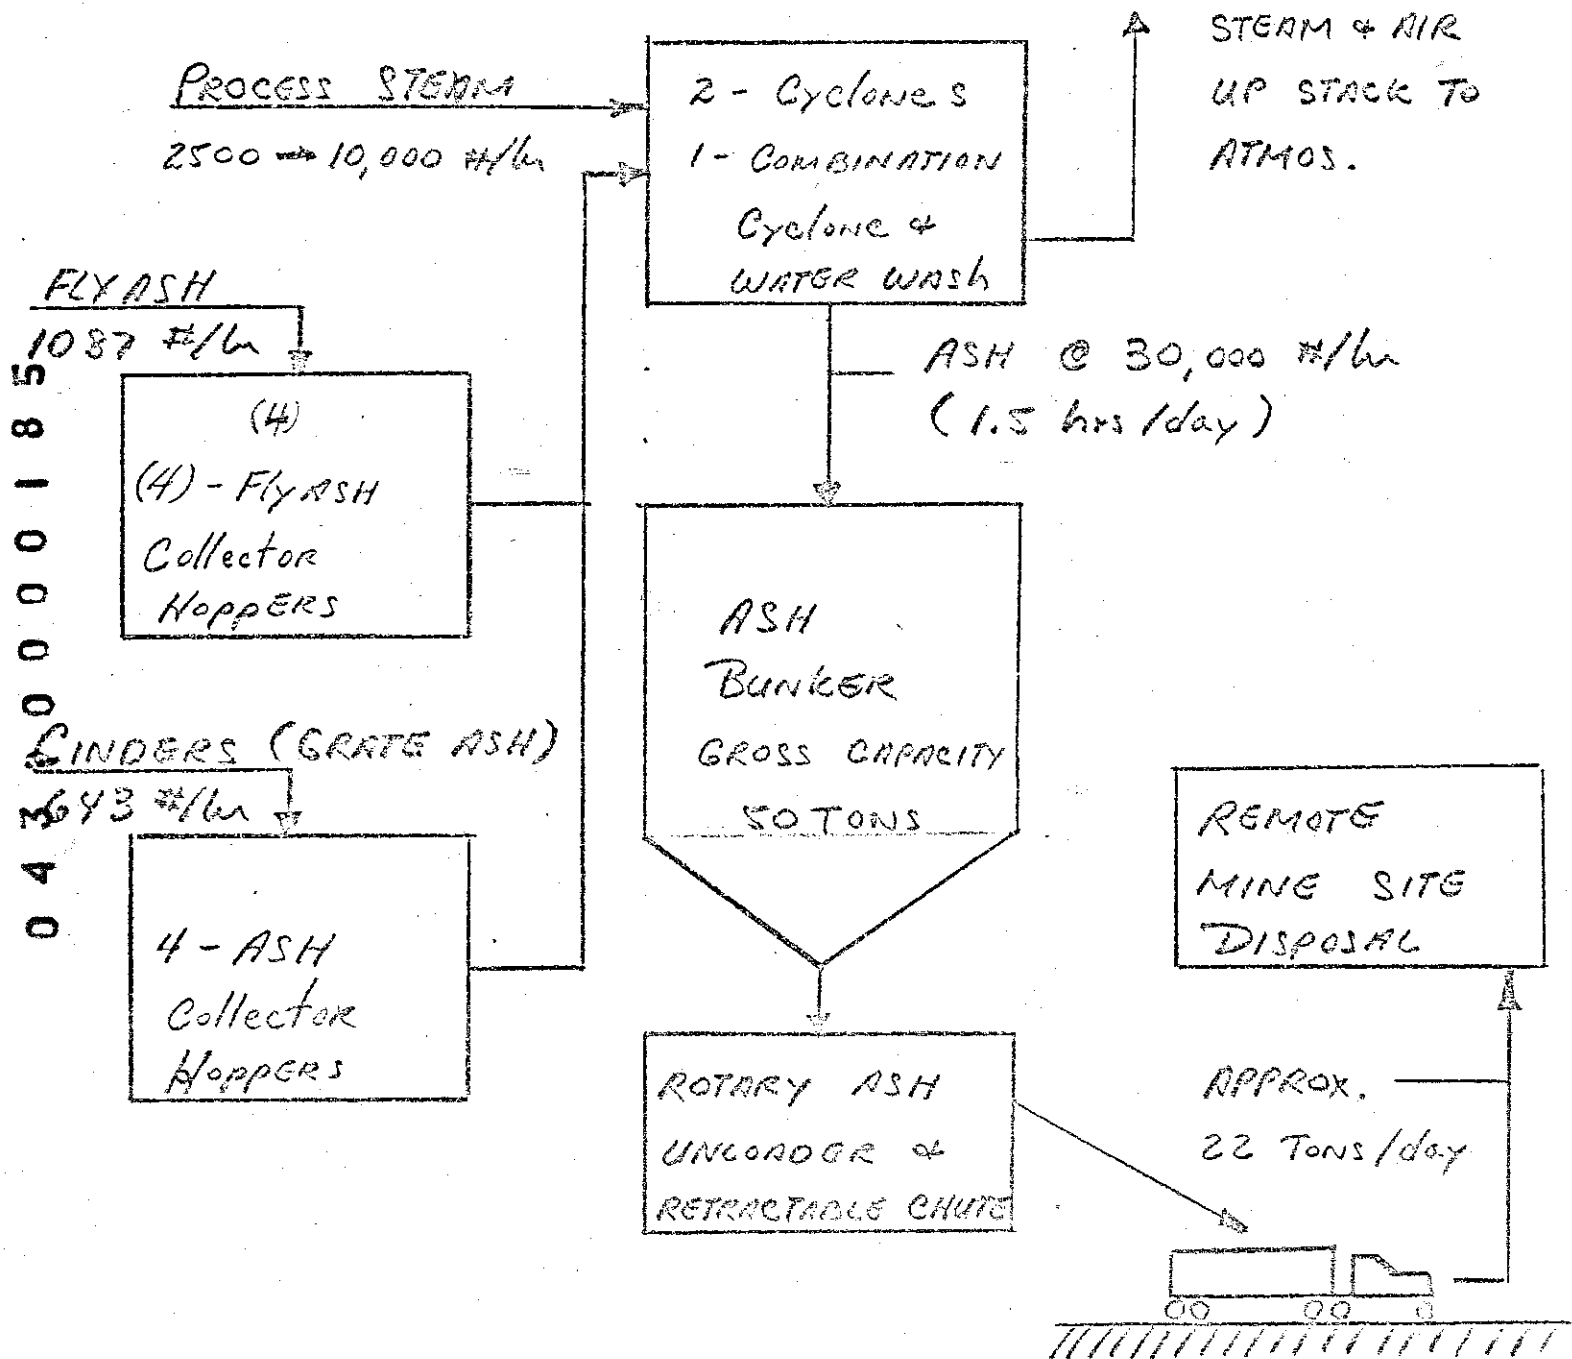 PROCESS STEAM
2500 → 10,000 #/hr
2 - Cyclones
1 - COMBINATION
Cyclone &
WATER WASH
STEAM & AIR
UP STACK TO
ATMOS.
FLYASH
1087 #/hr
(4)
(4) - FlyASH
Collector
HOPPERS
ASH @ 30,000 #/hr
(1.5 hrs/day)
ASH
BUNKER
GROSS CAPACITY
50 TONS
CINDERS (GRATE ASH)
643 #/hr
4 - ASH
Collector
HOPPERS
ROTARY ASH
UNLOADER &
RETRACTABLE CHUTE
REMOTE
MINE SITE
DISPOSAL
APPROX.
22 TONS/day
0430000185